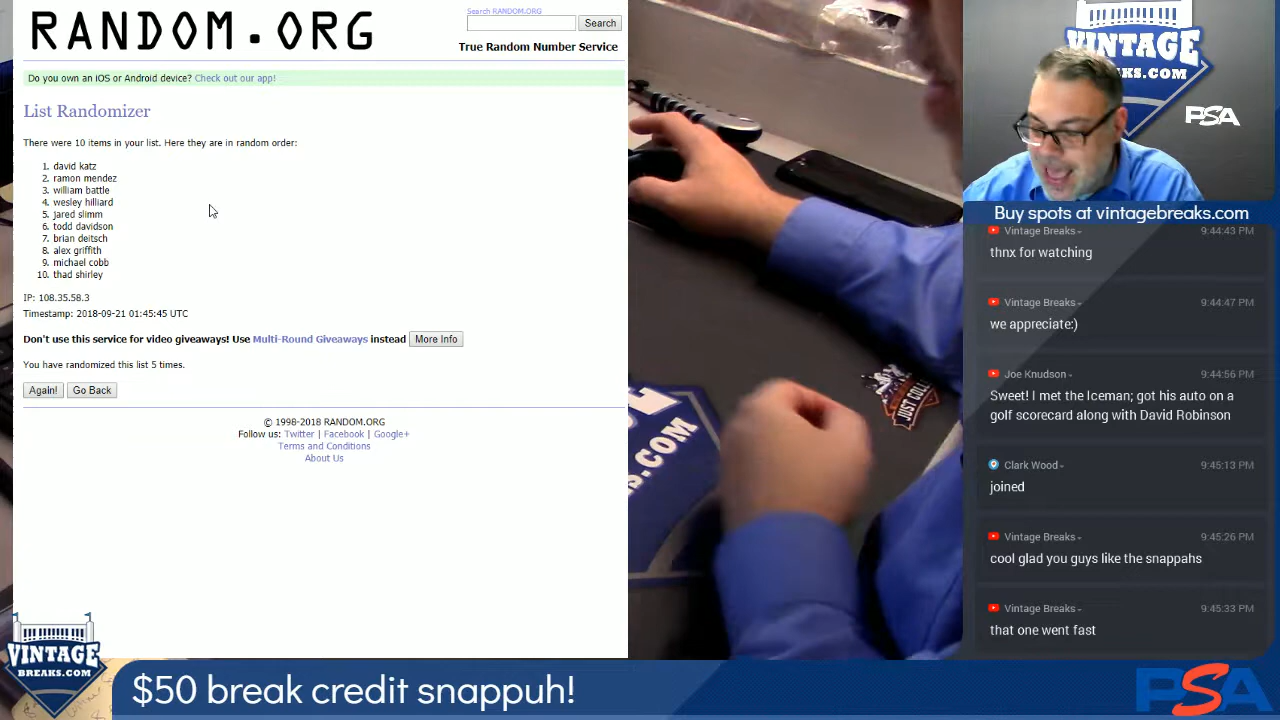 RANDOM.ORG
Search RANDOM.ORG
Search
True Random Number Service
Do you own an iOS or Android device? Check out our app!
List Randomizer
There were 10 items in your list. Here they are in random order:
1. david katz
2. ramon mendez
3. william battle
4. wesley hilliard
5. jared slimm
6. todd davidson
7. brian deitsch
8. alex griffith
9. michael cobb
10. thad shirley
IP: 108.35.58.3
Timestamp: 2018-09-21 01:45:45 UTC
Don't use this service for video giveaways! Use Multi-Round Giveaways instead More Info
You have randomized this list 5 times.
Again! Go Back
© 1998-2018 RANDOM.ORG
Follow us: Twitter | Facebook | Google+
Terms and Conditions
About Us
VINTAGE
BREAKS.COM
PSA
JUST COLL
S.COM
Buy spots at vintagebreaks.com
Vintage Breaks 9:44:43 PM
thnx for watching
Vintage Breaks 9:44:47 PM
we appreciate:)
Joe Knudson 9:44:56 PM
Sweet! I met the Iceman; got his auto on a
golf scorecard along with David Robinson
Clark Wood 9:45:13 PM
joined
Vintage Breaks 9:45:26 PM
cool glad you guys like the snappahs
Vintage Breaks 9:45:33 PM
that one went fast
VINTAGE
BREAKS.COM
$50 break credit snappuh!
PSA